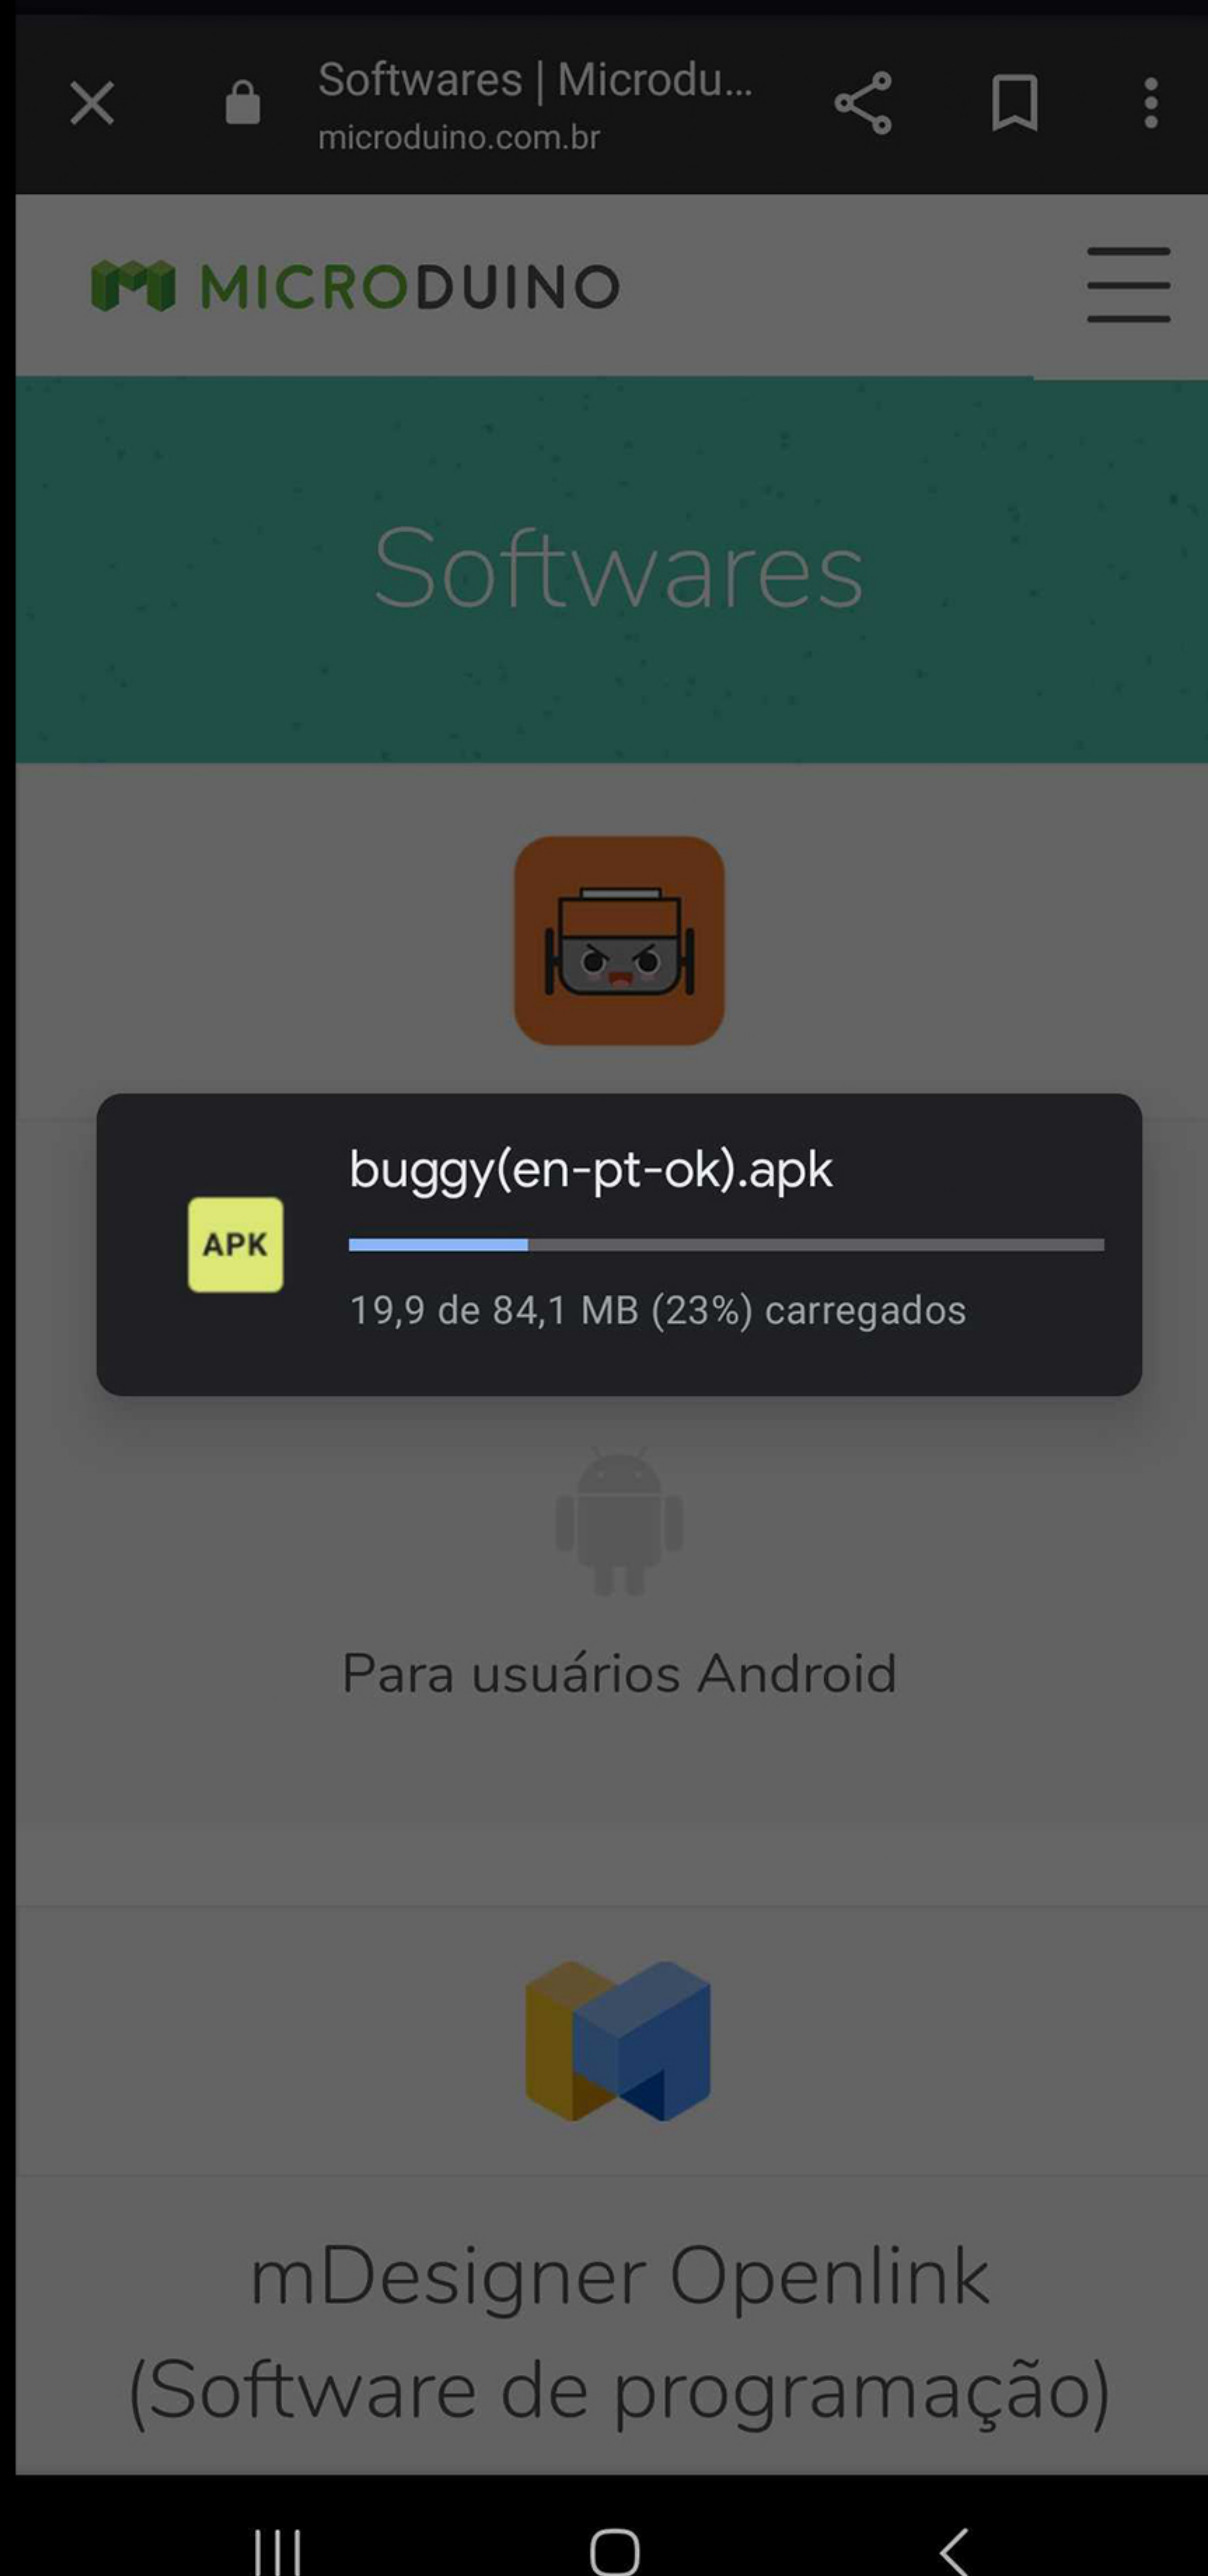 Softwares | Microdu...
microduino.com.br
MICRODUINO
Softwares
buggy(en-pt-ok).apk
APK
19,9 de 84,1 MB (23%) carregados
Para usuários Android
mDesigner Openlink
(Software de programação)